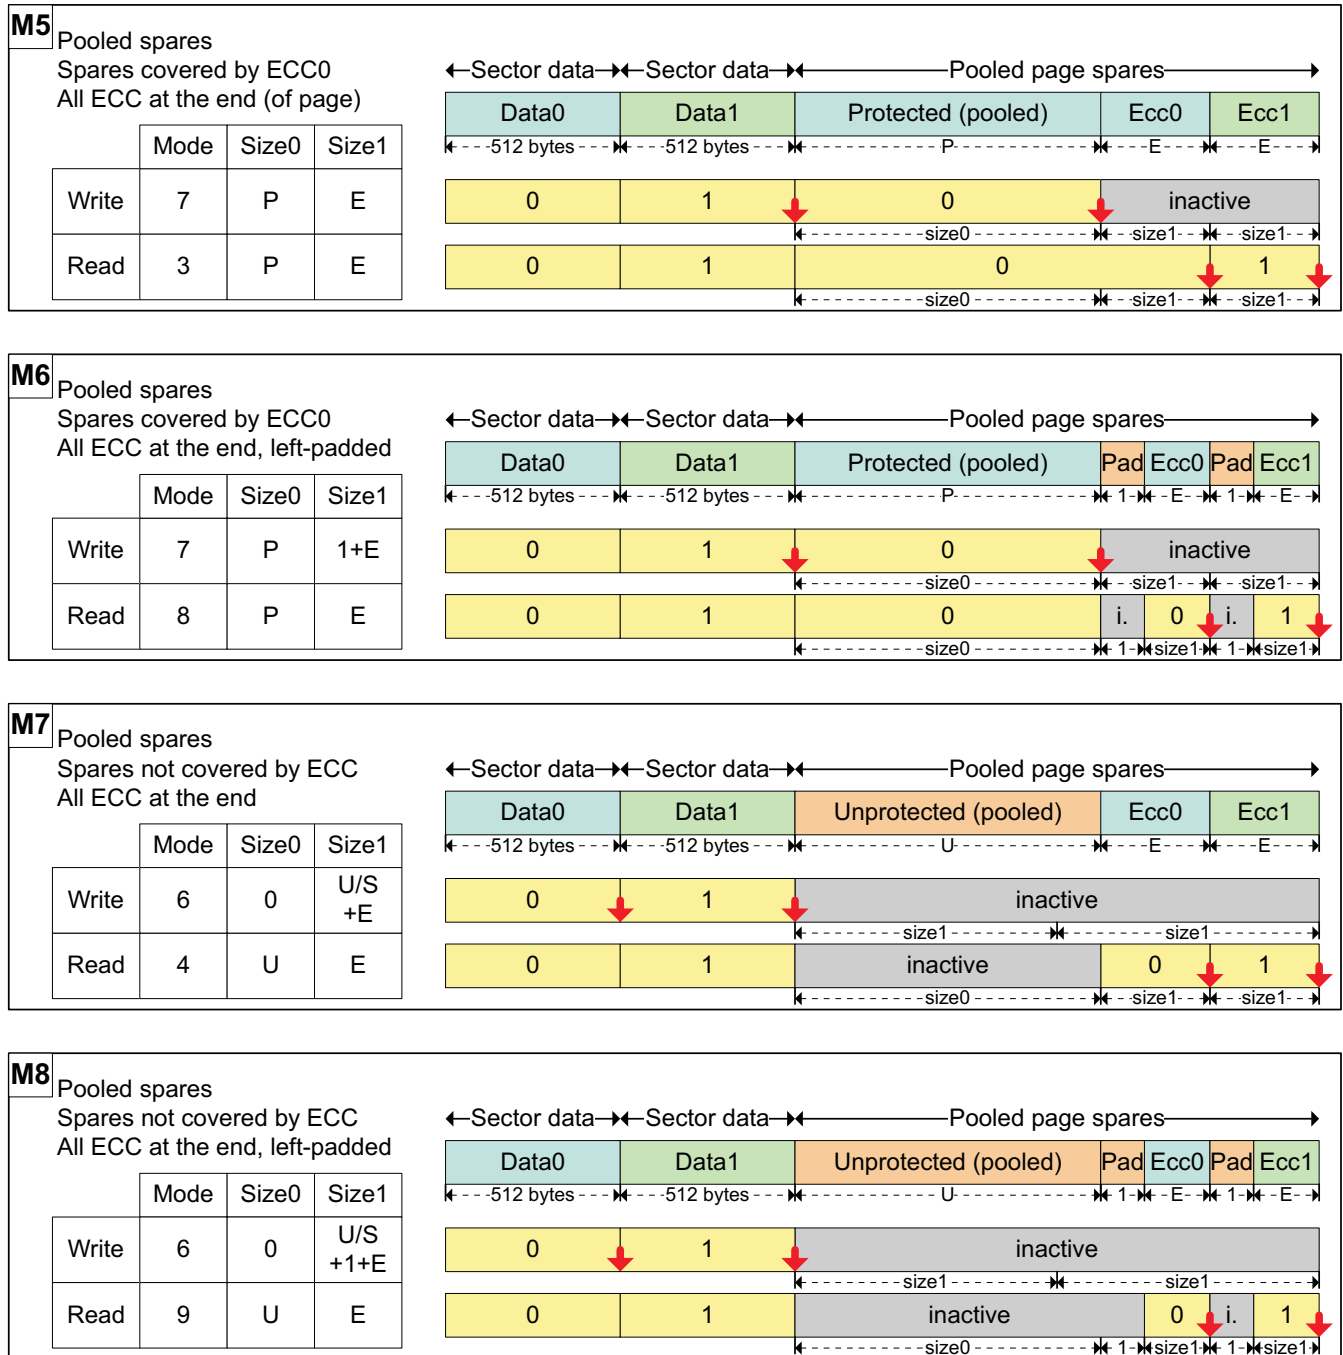 M5
Pooled spares
Spares covered by ECC0
All ECC at the end (of page)
Mode Size0 Size1
Write 7 P E
Read 3 P E
Sector data Sector data Pooled page spares
Data0 Data1 Protected (pooled) Ecc0 Ecc1
512 bytes 512 bytes P E E
0 1 0 inactive
size0 size1 size1
0 1 0 1
size0 size1 size1
M6
Pooled spares
Spares covered by ECC0
All ECC at the end, left-padded
Mode Size0 Size1
Write 7 P 1+E
Read 8 P E
Sector data Sector data Pooled page spares
Data0 Data1 Protected (pooled) Pad Ecc0 Pad Ecc1
512 bytes 512 bytes P 1 E 1 E
0 1 0 inactive
size0 size1 size1
0 1 0 i. 0 i. 1
size0 1 size1 1 size1
M7
Pooled spares
Spares not covered by ECC
All ECC at the end
Mode Size0 Size1
Write 6 0 U/S
+E
Read 4 U E
Sector data Sector data Pooled page spares
Data0 Data1 Unprotected (pooled) Ecc0 Ecc1
512 bytes 512 bytes U E E
0 1 inactive
size1 size1
0 1 inactive 0 1
size0 size1 size1
M8
Pooled spares
Spares not covered by ECC
All ECC at the end, left-padded
Mode Size0 Size1
Write 6 0 U/S
+1+E
Read 9 U E
Sector data Sector data Pooled page spares
Data0 Data1 Unprotected (pooled) Pad Ecc0 Pad Ecc1
512 bytes 512 bytes U 1 E 1 E
0 1 inactive
size1 size1
0 1 inactive 0 i. 1
size0 1 size1 1 size1